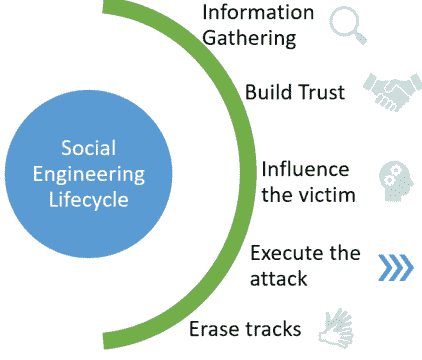 Information
Gathering
Build Trust
Social
Engineering
Lifecycle
Influence
the victim
Execute the
attack
Erase tracks